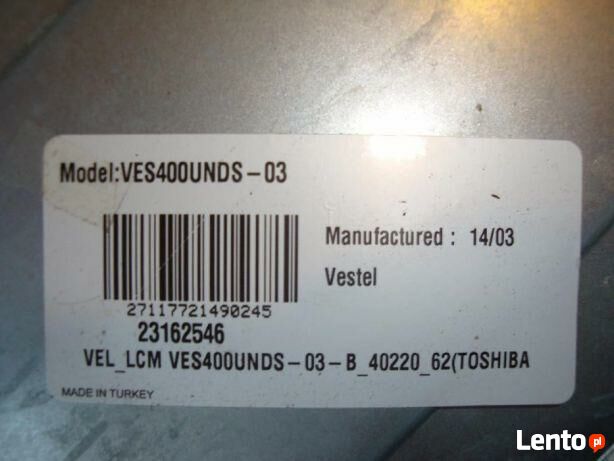 Model:VES400UNDS-03
Manufactured : 14/03
27117721490245
Vestel
23162546
VEL_LCM VES400UNDS-03-B_40220_62(TOSHIBA
MADE IN TURKEY
Lento.pl